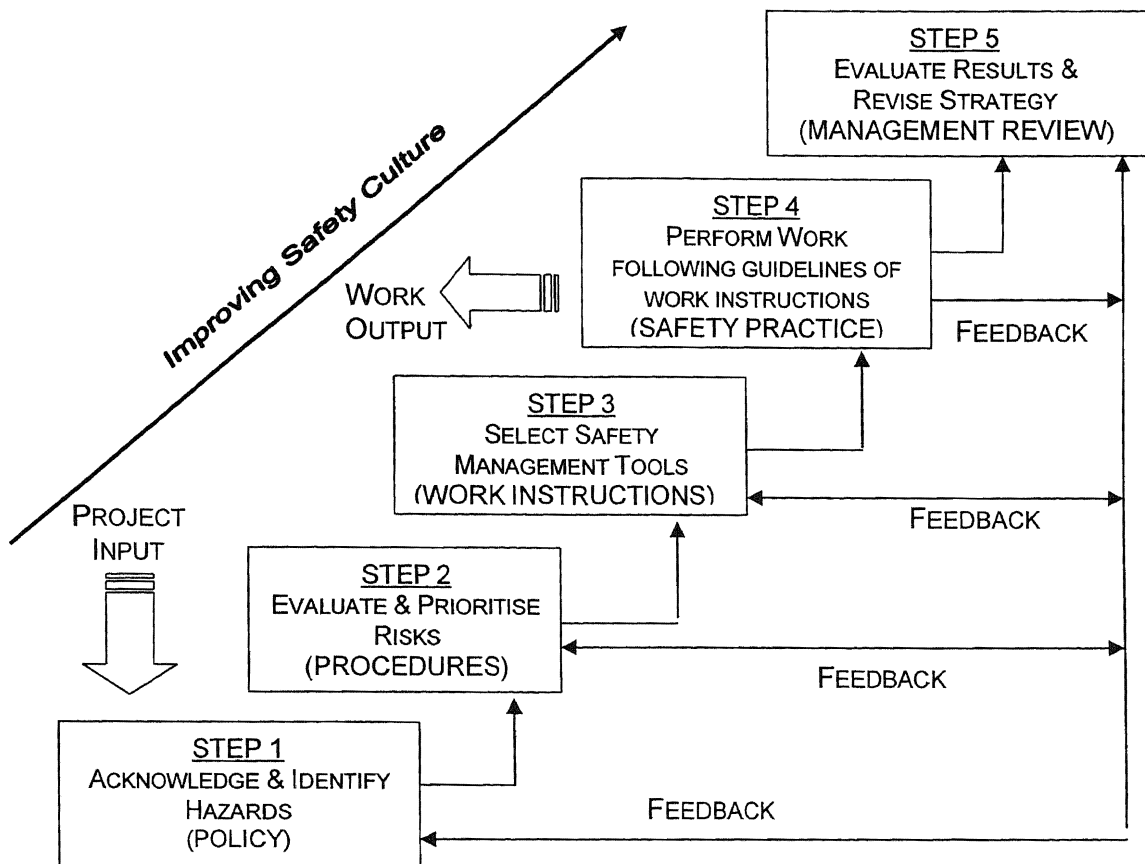 STEP 5
EVALUATE RESULTS &
REVISE STRATEGY
(MANAGEMENT REVIEW)
Improving Safety Culture
STEP 4
PERFORM WORK
FOLLOWING GUIDELINES OF
WORK INSTRUCTIONS
(SAFETY PRACTICE)
WORK
OUTPUT
FEEDBACK
STEP 3
SELECT SAFETY
MANAGEMENT TOOLS
(WORK INSTRUCTIONS)
FEEDBACK
PROJECT
INPUT
STEP 2
EVALUATE & PRIORITISE
RISKS
(PROCEDURES)
FEEDBACK
STEP 1
ACKNOWLEDGE & IDENTIFY
HAZARDS
(POLICY)
FEEDBACK